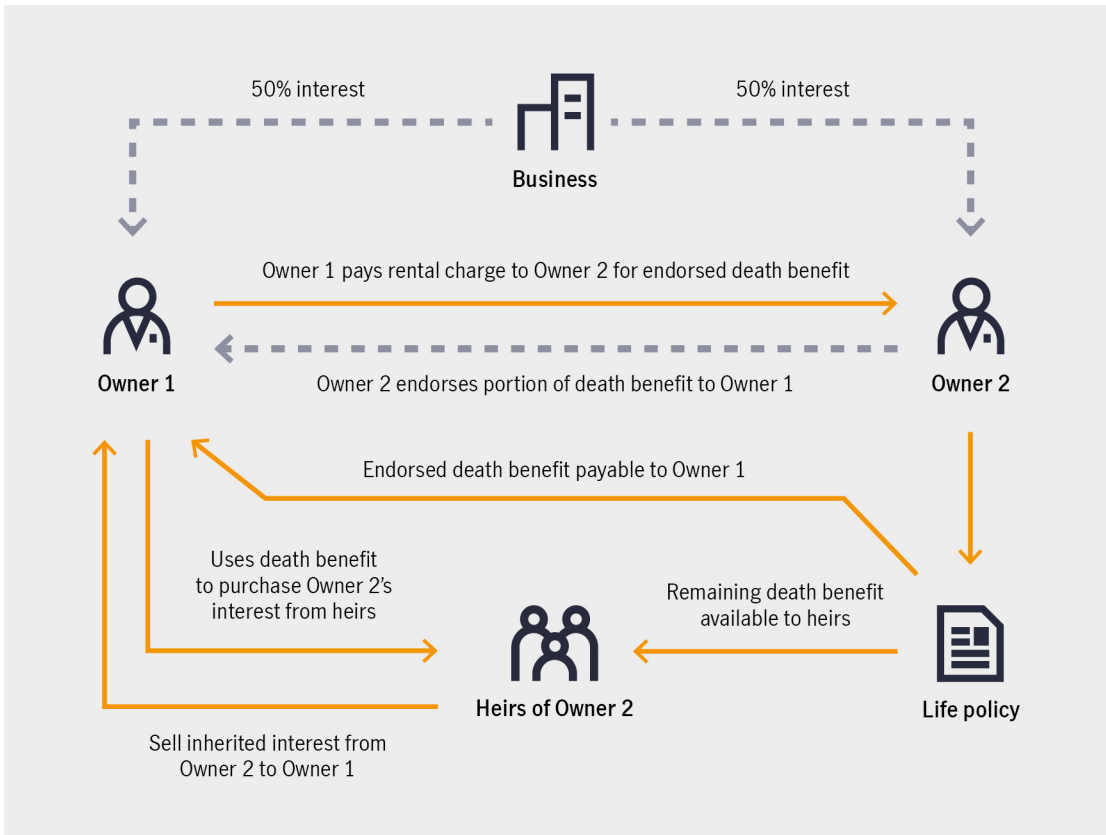 50% interest
50% interest
Business
Owner 1 pays rental charge to Owner 2 for endorsed death benefit
Owner 1
Owner 2 endorses portion of death benefit to Owner 1
Owner 2
Endorsed death benefit payable to Owner 1
Uses death benefit
to purchase Owner 2’s
interest from heirs
Remaining death benefit
available to heirs
Heirs of Owner 2
Life policy
Sell inherited interest from
Owner 2 to Owner 1